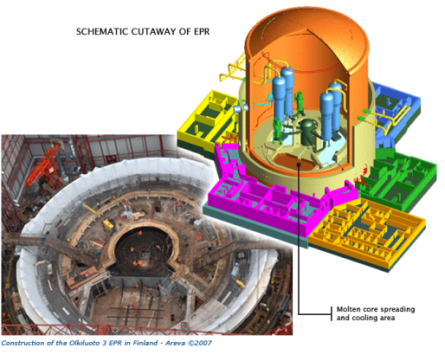 SCHEMATIC CUTAWAY OF EPR
Molten core spreading
and cooling area
Construction of the Olkiluoto 3 EPR in Finland - Areva ©2007